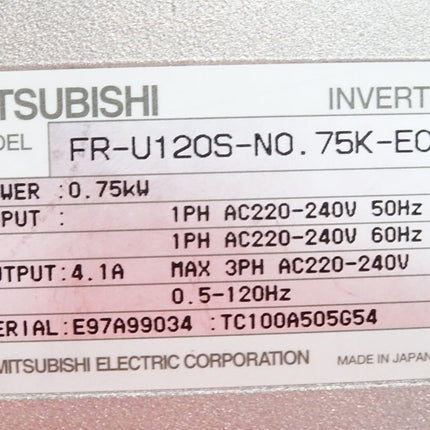 TSUBISHI INVERT
DEL FR-U120S-N0.75K-EC
WER :0.75kW
PUT : 1PH AC220-240V 50Hz
1PH AC220-240V 60Hz
UTPUT:4.1A MAX 3PH AC220-240V
0.5-120Hz
ERIAL:E97A99034 :TC100A505G54
MITSUBISHI ELECTRIC CORPORATION MADE IN JAPAN